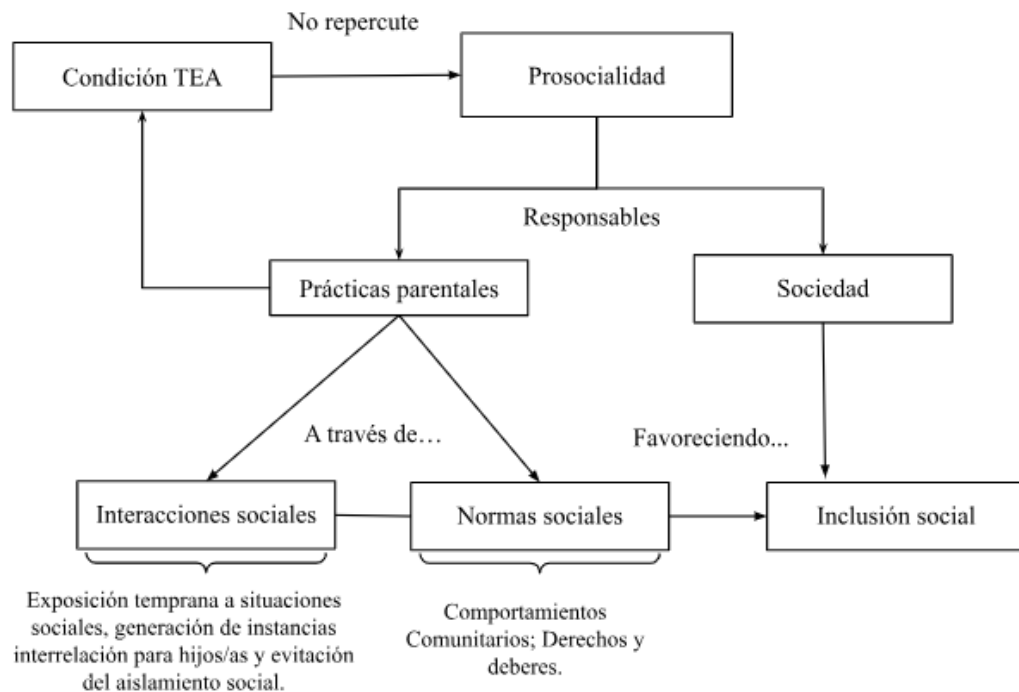 No repercute
Condición TEA
Prosocialidad
Responsables
Prácticas parentales
Sociedad
A través de…
Favoreciendo...
Interacciones sociales
Normas sociales
Inclusión social
Exposición temprana a situaciones
sociales, generación de instancias
interrelación para hijos/as y evitación
del aislamiento social.
Comportamientos
Comunitarios; Derechos y
deberes.